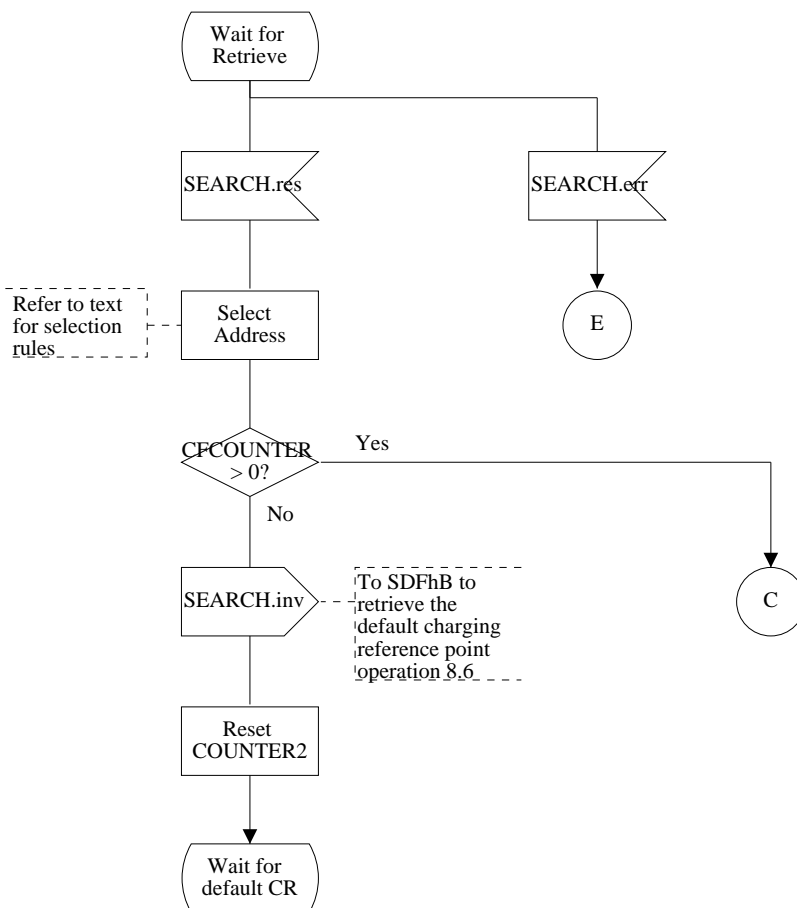 Wait for
Retrieve
SEARCH.res
SEARCH.err
Refer to text
for selection
rules
Select
Address
E
CFCOUNTER
> 0?
Yes
No
SEARCH.inv
To SDFhB to
retrieve the
default charging
reference point
operation 8.6
C
Reset
COUNTER2
Wait for
default CR